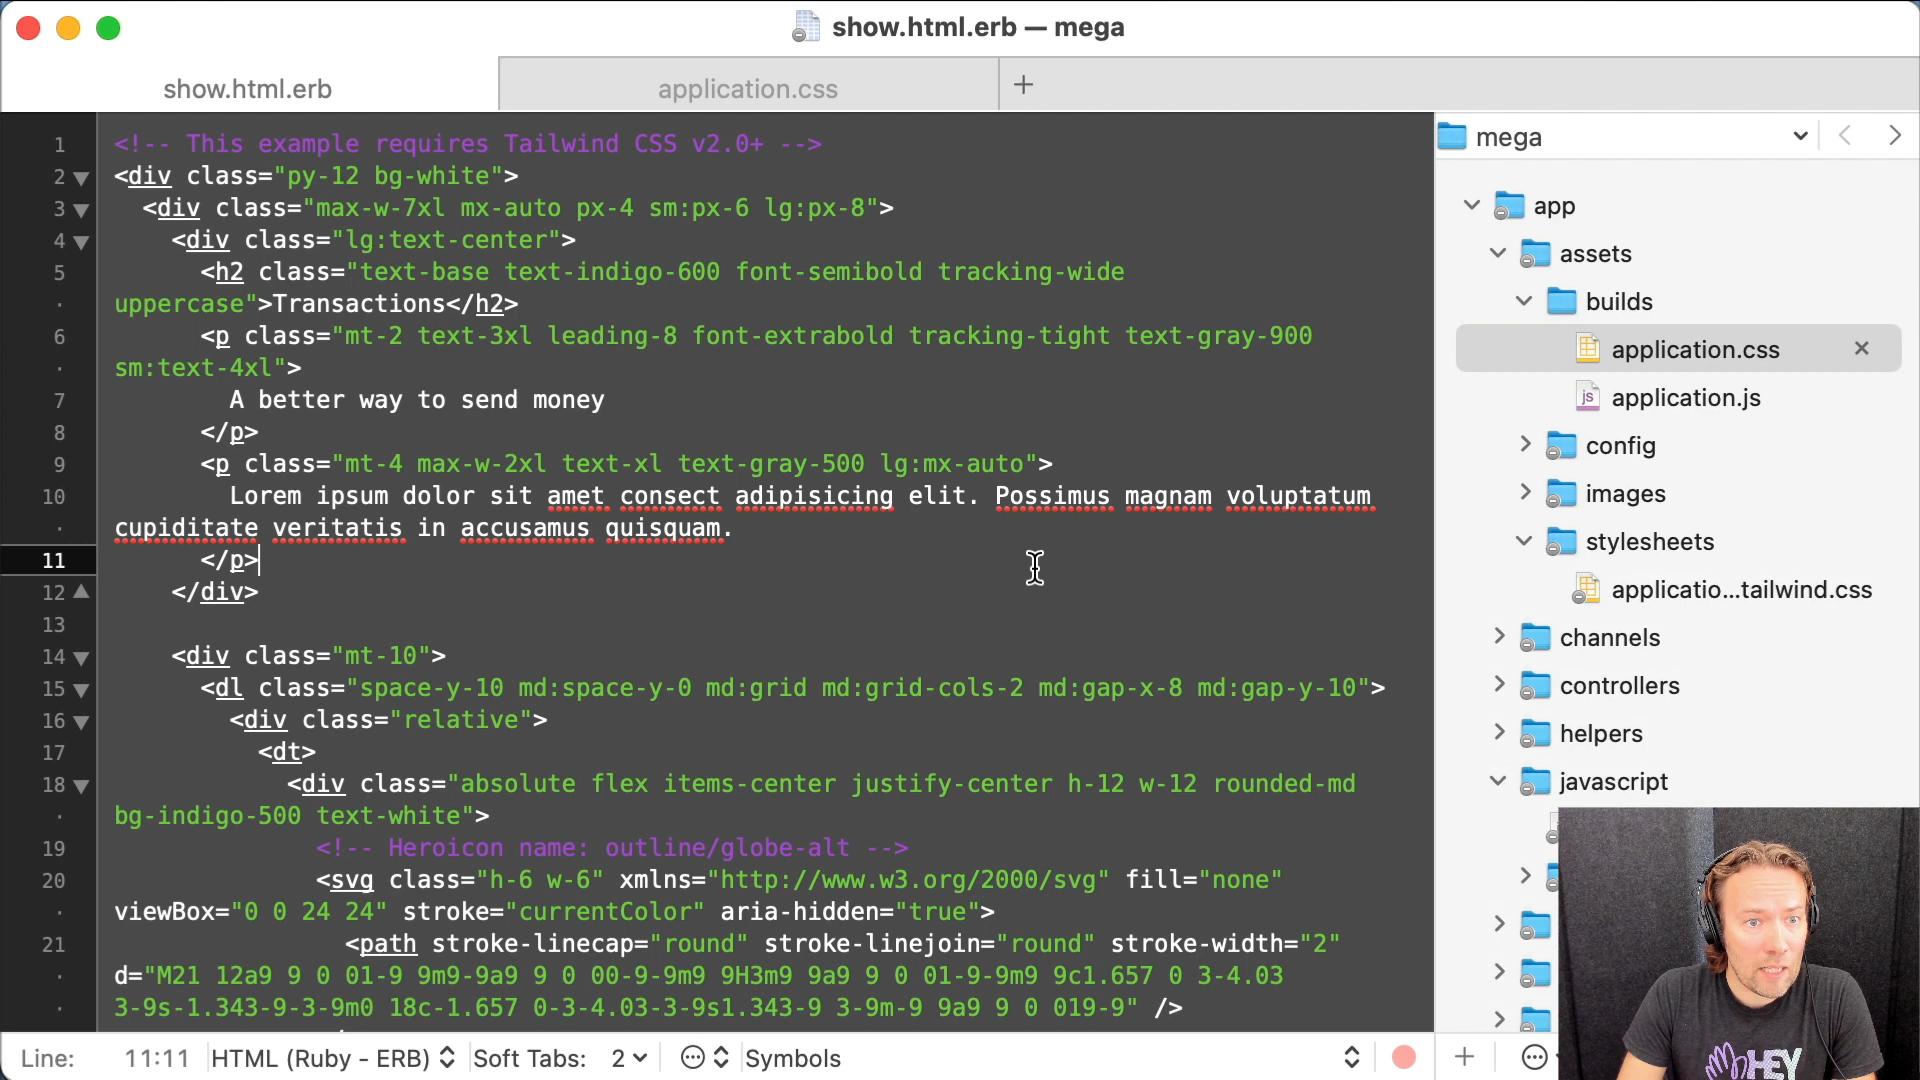 show.html.erb — mega
show.html.erb
application.css
+
1 <!-- This example requires Tailwind CSS v2.0+ -->
2 <div class="py-12 bg-white">
3 <div class="max-w-7xl mx-auto px-4 sm:px-6 lg:px-8">
4 <div class="lg:text-center">
5 <h2 class="text-base text-indigo-600 font-semibold tracking-wide
uppercase">Transactions</h2>
6 <p class="mt-2 text-3xl leading-8 font-extrabold tracking-tight text-gray-900
sm:text-4xl">
7 A better way to send money
8 </p>
9 <p class="mt-4 max-w-2xl text-xl text-gray-500 lg:mx-auto">
10 Lorem ipsum dolor sit amet consect adipisicing elit. Possimus magnam voluptatum
cupiditate veritatis in accusamus quisquam.
11 </p>
12 </div>
13
14 <div class="mt-10">
15 <dl class="space-y-10 md:space-y-0 md:grid md:grid-cols-2 md:gap-x-8 md:gap-y-10">
16 <div class="relative">
17 <dt>
18 <div class="absolute flex items-center justify-center h-12 w-12 rounded-md
bg-indigo-500 text-white">
19 <!-- Heroicon name: outline/globe-alt -->
20 <svg class="h-6 w-6" xmlns="http://www.w3.org/2000/svg" fill="none"
viewBox="0 0 24 24" stroke="currentColor" aria-hidden="true">
21 <path stroke-linecap="round" stroke-linejoin="round" stroke-width="2"
d="M21 12a9 9 0 01-9 9m9-9a9 9 0 00-9-9m9 9H3m9 9a9 9 0 01-9-9m9 9c1.657 0 3-4.03
3-9s-1.343-9-3-9m0 18c-1.657 0-3-4.03-3-9s1.343-9 3-9m-9 9a9 9 0 019-9" />
mega
app
assets
builds
application.css
js application.js
config
images
stylesheets
applicatio...tailwind.css
channels
controllers
helpers
javascript
HEY
Line: 11:11 HTML (Ruby - ERB) Soft Tabs: 2 Symbols